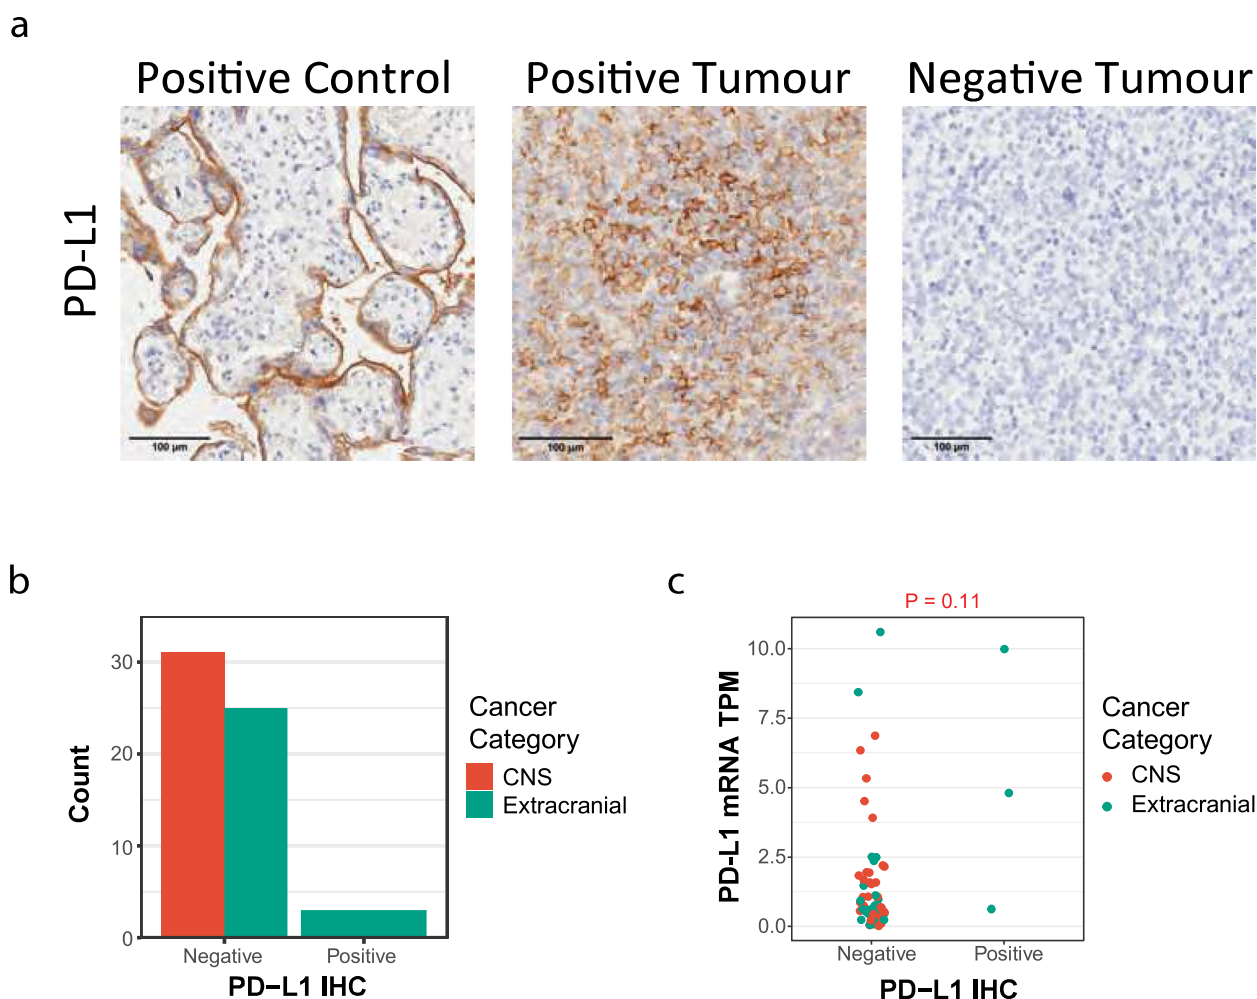 a
Positive Control
Positive Tumour
Negative Tumour
PD-L1
100 µm
100 µm
100 µm
b
30
20
10
0
Count
Negative
Positive
PD−L1 IHC
Cancer
Category
CNS
Extracranial
c
P = 0.11
10.0
7.5
5.0
2.5
0.0
PD-L1 mRNA TPM
Negative
Positive
PD−L1 IHC
Cancer
Category
CNS
Extracranial